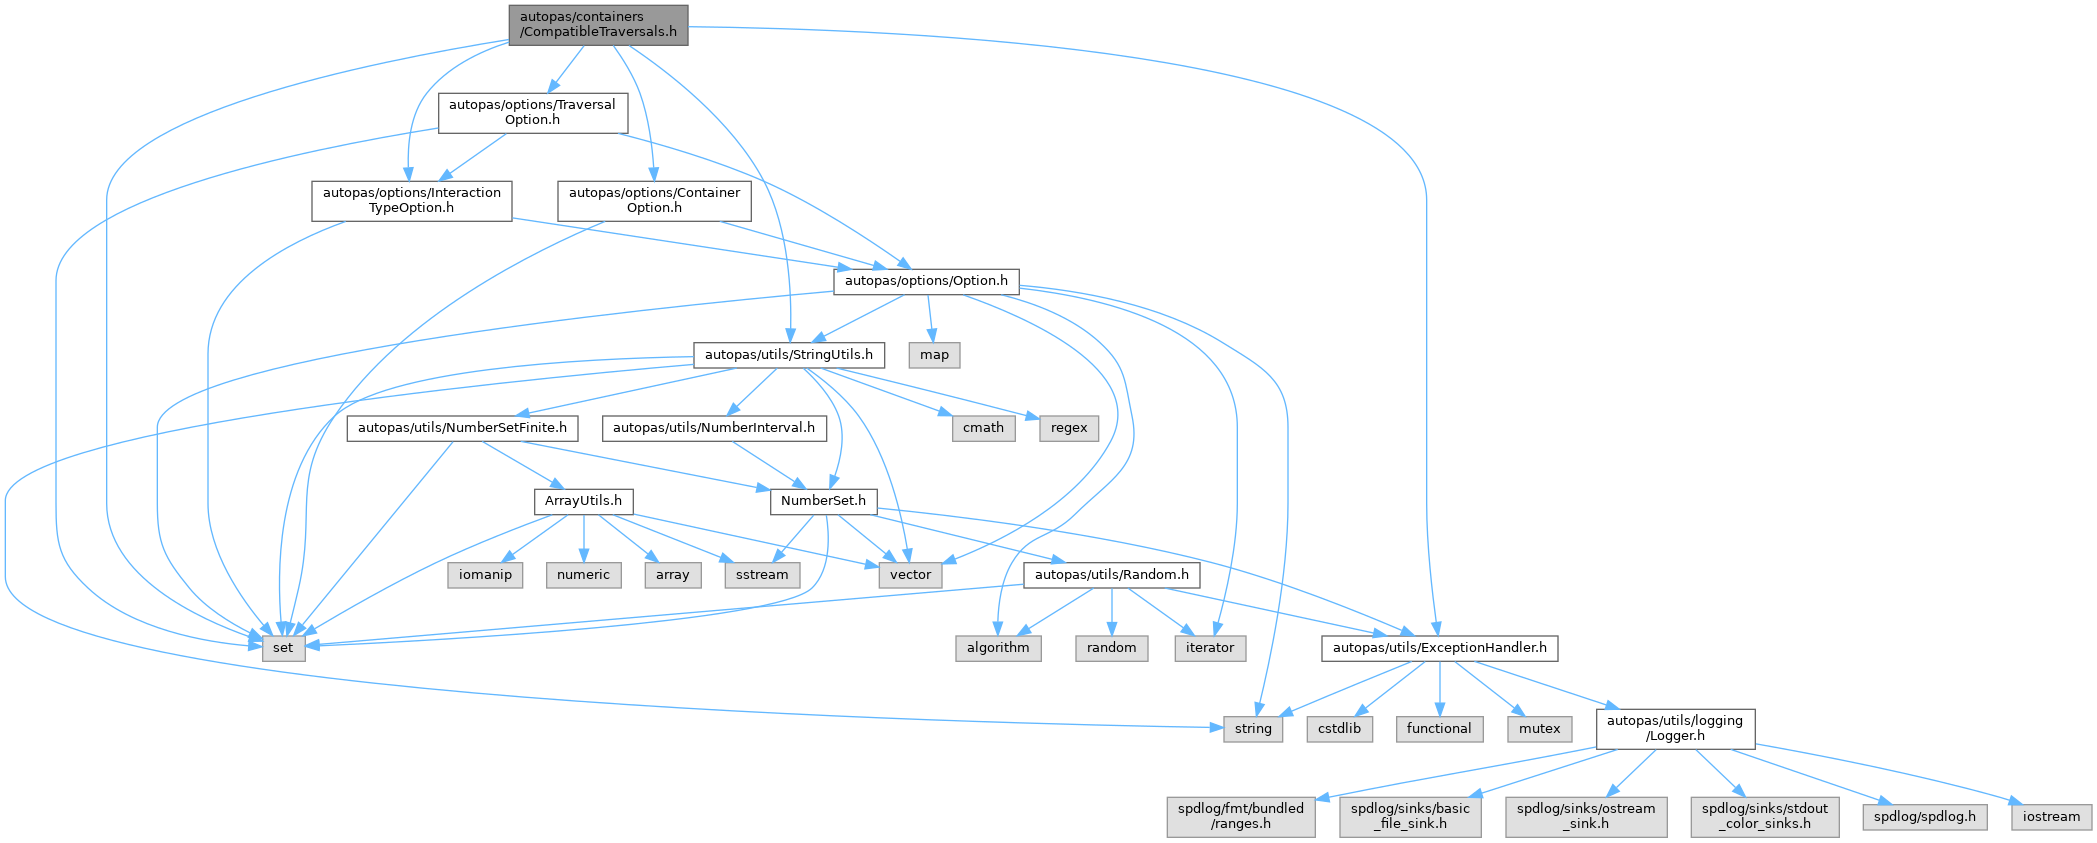 autopas/containers
/CompatibleTraversals.h
autopas/options/Traversal
Option.h
autopas/options/Interaction
TypeOption.h
autopas/options/Container
Option.h
autopas/options/Option.h
autopas/utils/StringUtils.h
map
autopas/utils/NumberSetFinite.h
autopas/utils/NumberInterval.h
cmath
regex
ArrayUtils.h
NumberSet.h
iomanip
numeric
array
sstream
vector
autopas/utils/Random.h
set
algorithm
random
iterator
autopas/utils/ExceptionHandler.h
string
cstdlib
functional
mutex
autopas/utils/logging
/Logger.h
spdlog/fmt/bundled
/ranges.h
spdlog/sinks/basic
_file_sink.h
spdlog/sinks/ostream
_sink.h
spdlog/sinks/stdout
_color_sinks.h
spdlog/spdlog.h
iostream